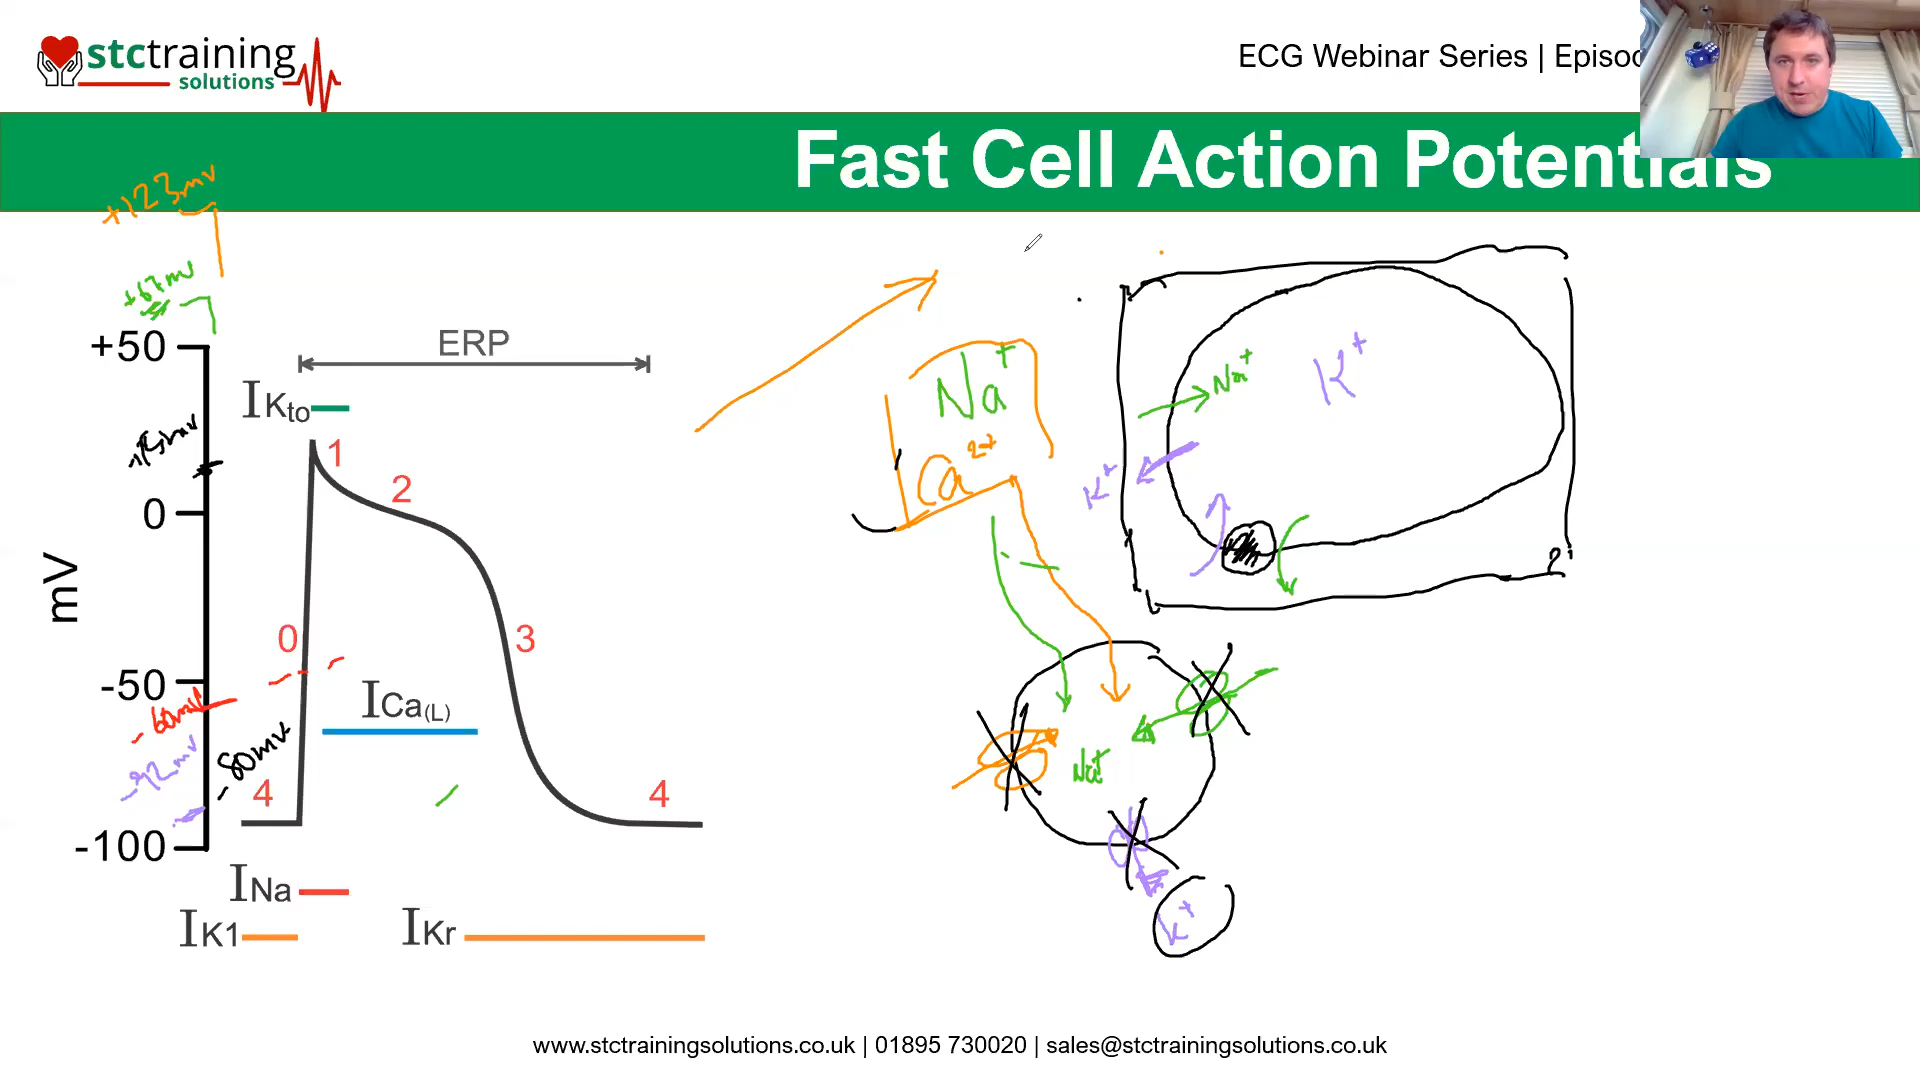 stctraining
solutions
ECG Webinar Series | Episo
Fast Cell Action Potentials
+123mv
+67mv
+50
ERP
IKto
1
2
0
mV
0
3
-50
ICa(L)
-60mv
-92mv
-80mv
4
4
-100
INa
IK1
IKr
Na+
Ca2+
Na+
K+
K+
Na+
K+
www.stctrainingsolutions.co.uk | 01895 730020 | sales@stctrainingsolutions.co.uk